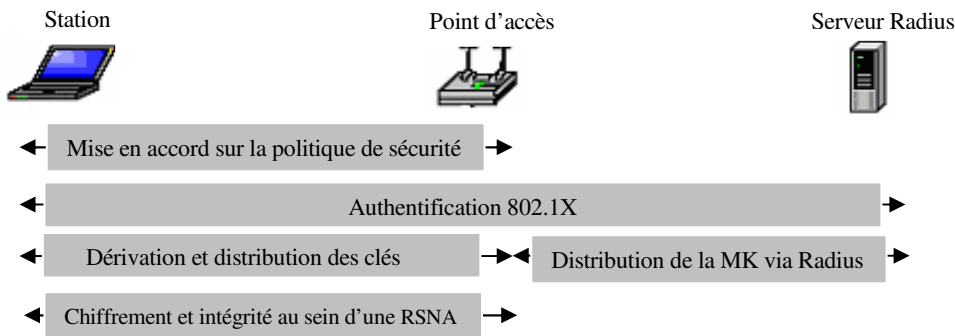 Station
Point d'accès
Serveur Radius
Mise en accord sur la politique de sécurité
Authentification 802.1X
Dérivation et distribution des clés
Distribution de la MK via Radius
Chiffrement et intégrité au sein d'une RSNA